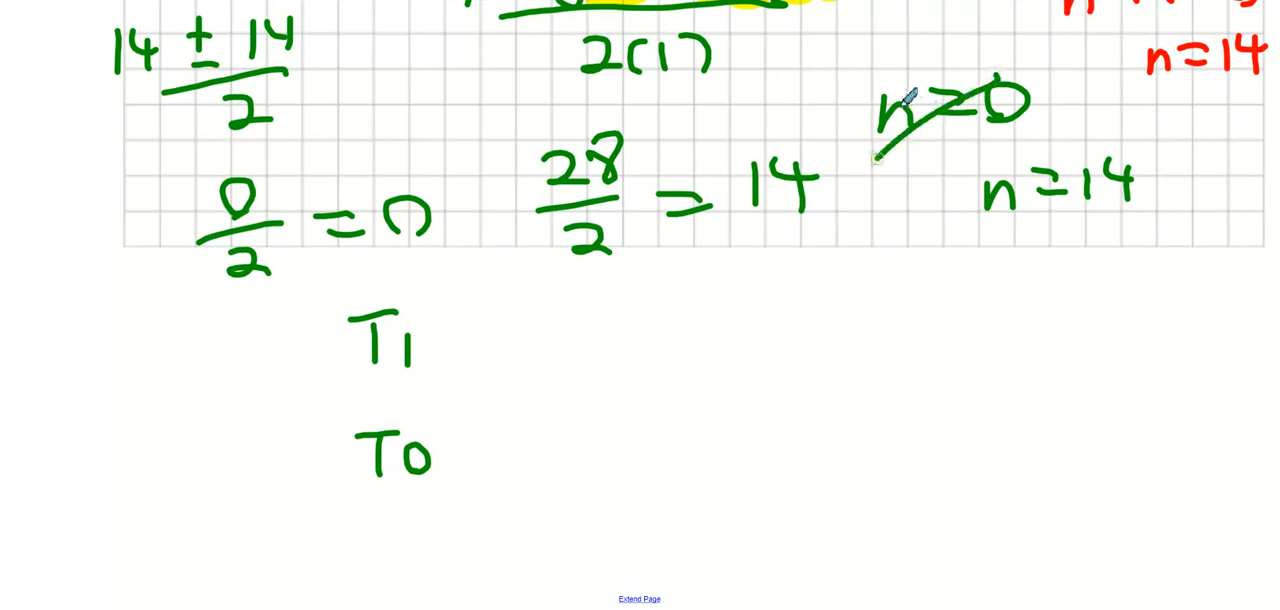 14 ± 14
2
2(1)
n = 14
n = 0
0/2 = 0
28/2 = 14
n = 14
T1
T0
Extend Page